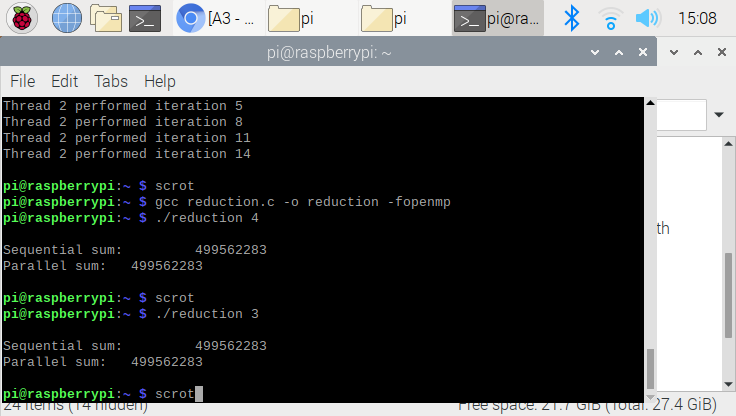 [A3 - ... pi pi pi@ra... 15:08
pi@raspberrypi: ~
File Edit Tabs Help
Thread 2 performed iteration 5
Thread 2 performed iteration 8
Thread 2 performed iteration 11
Thread 2 performed iteration 14
pi@raspberrypi:~ $ scrot
pi@raspberrypi:~ $ gcc reduction.c -o reduction -fopenmp
pi@raspberrypi:~ $ ./reduction 4
Sequential sum: 499562283
Parallel sum: 499562283
pi@raspberrypi:~ $ scrot
pi@raspberrypi:~ $ ./reduction 3
Sequential sum: 499562283
Parallel sum: 499562283
pi@raspberrypi:~ $ scrot
th
24 items (14 hidden) Free space: 21.7 GiB (Total: 27.4 GiB)